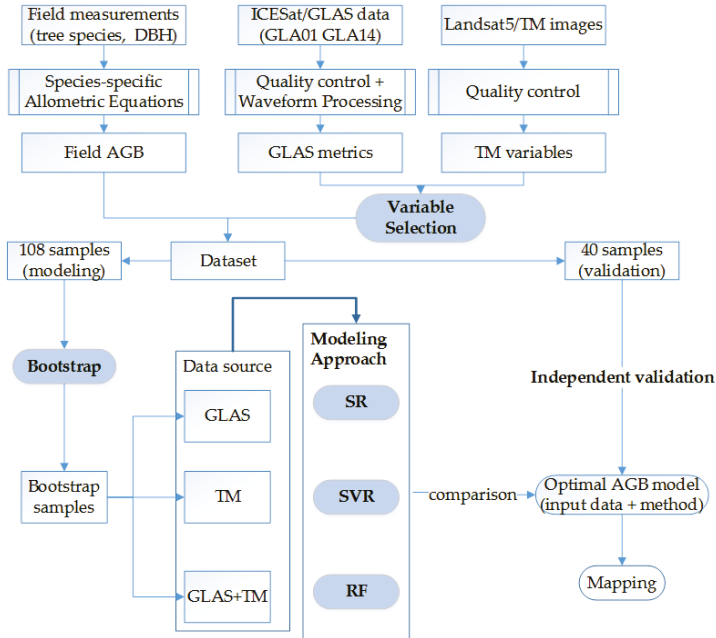 Field measurements
(tree species, DBH)
ICESat/GLAS data
(GLA01 GLA14)
Landsat5/TM images
Species-specific
Allometric Equations
Quality control +
Waveform Processing
Quality control
Field AGB
GLAS metrics
TM variables
Variable
Selection
108 samples
(modeling)
Dataset
40 samples
(validation)
Bootstrap
Data source
Modeling
Approach
Independent validation
GLAS
SR
Bootstrap
samples
TM
SVR
comparison
Optimal AGB model
(input data + method)
GLAS+TM
RF
Mapping